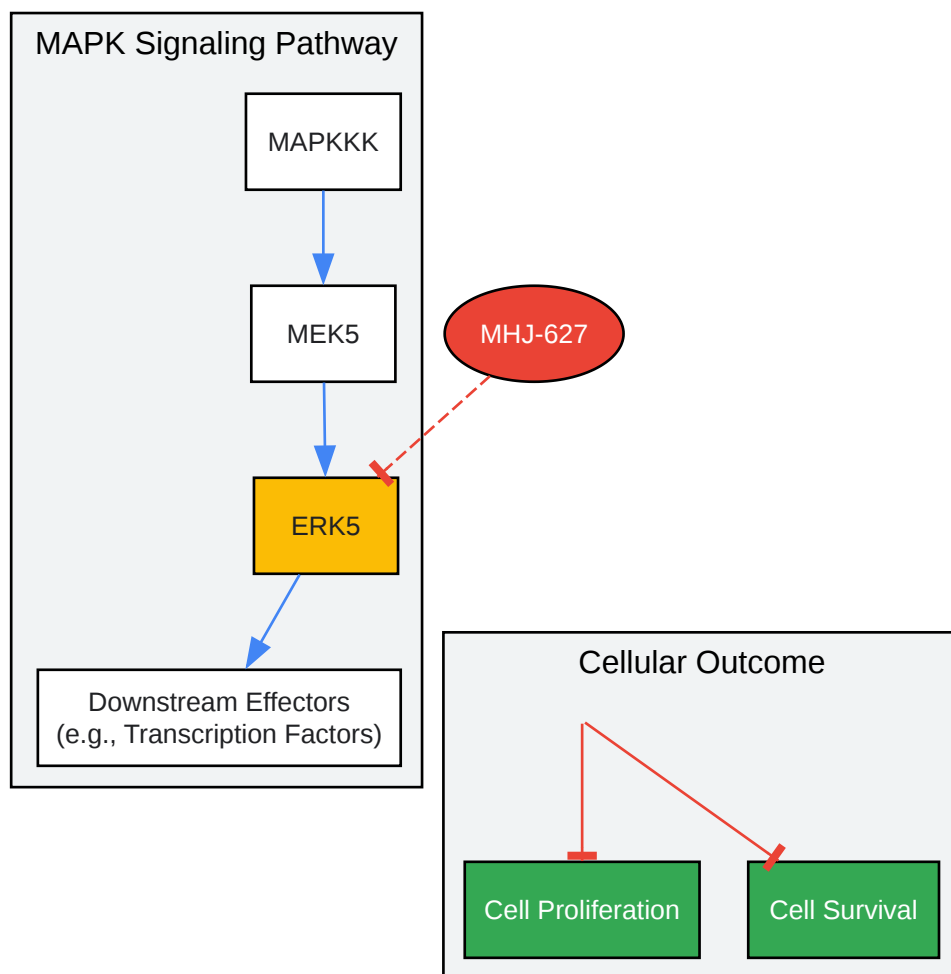 MAPK Signaling Pathway
MAPKKK
MEK5
MHJ-627
ERK5
Downstream Effectors
(e.g., Transcription Factors)
Cellular Outcome
Cell Proliferation
Cell Survival